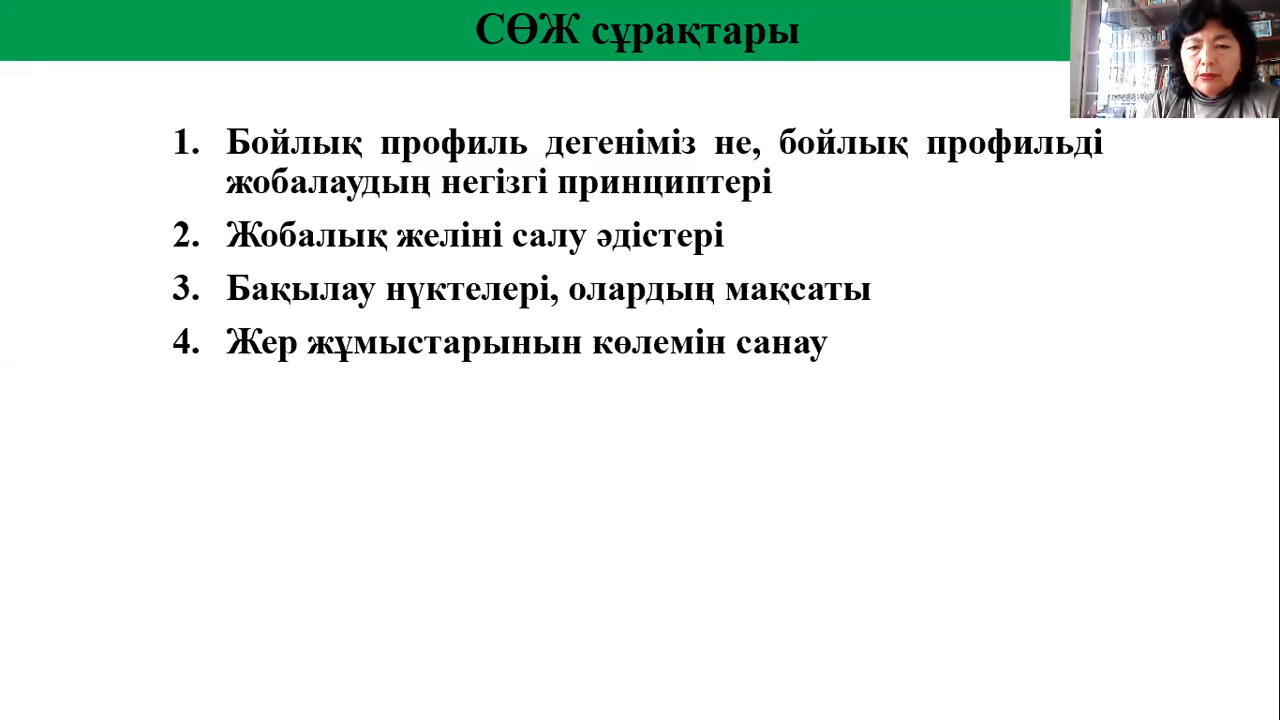 СӨЖ сұрақтары
1. Бойлық профиль дегеніміз не, бойлық профильді
жобалаудың негізгі принциптері
2. Жобалық желіні салу әдістері
3. Бақылау нүктелері, олардың мақсаты
4. Жер жұмыстарынын көлемін санау